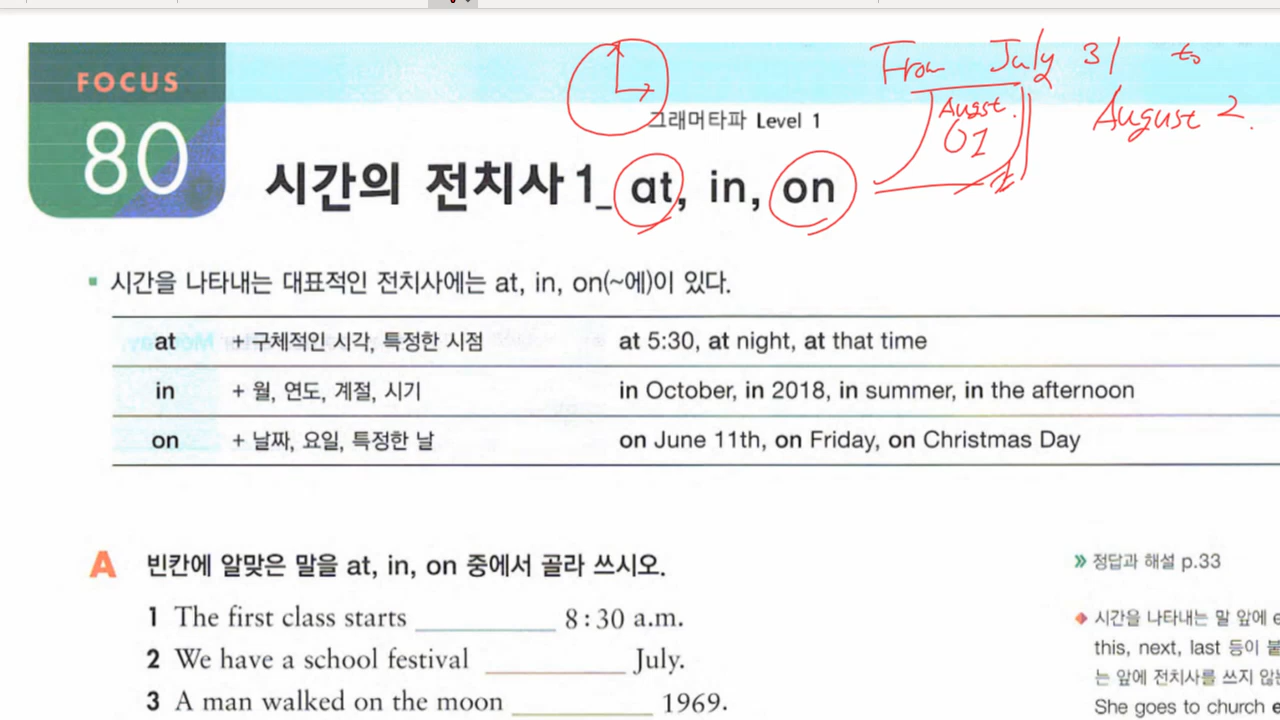 FOCUS
80
From July 31 to
August 2.
Augst.
01
그래머타파 Level 1
시간의 전치사 1_ at, in, on
시간을 나타내는 대표적인 전치사에는 at, in, on(~에)이 있다.
at + 구체적인 시각, 특정한 시점 at 5:30, at night, at that time
in + 월, 연도, 계절, 시기 in October, in 2018, in summer, in the afternoon
on + 날짜, 요일, 특정한 날 on June 11th, on Friday, on Christmas Day
A 빈칸에 알맞은 말을 at, in, on 중에서 골라 쓰시오.
1 The first class starts 8:30 a.m.
2 We have a school festival July.
3 A man walked on the moon 1969.
» 정답과 해설 p.33
시간을 나타내는 말 앞에 e
this, next, last 등이 붙
는 앞에 전치사를 쓰지 않는
She goes to church e